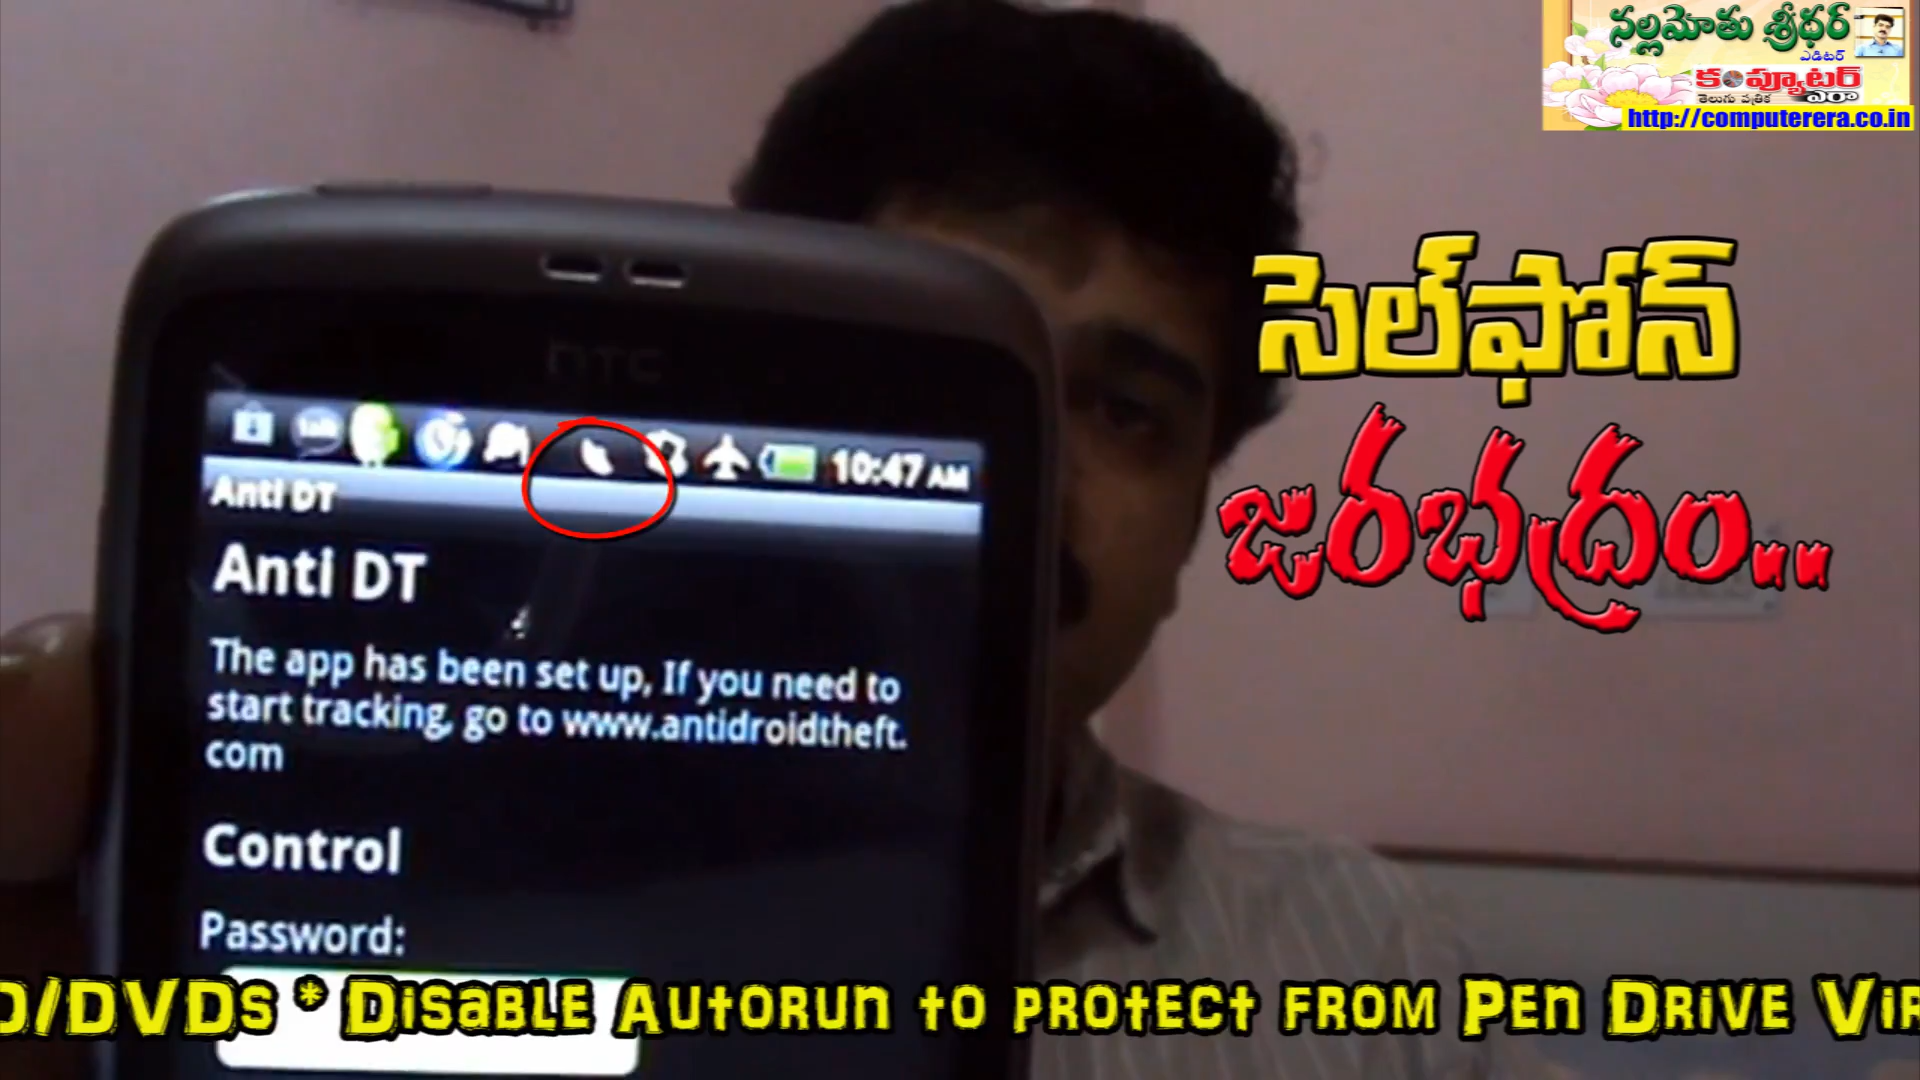 నల్లమోతు శ్రీధర్
ఎడిటర్
కంప్యూటర్
తెలుగు పత్రిక ఎరా
http://computerera.co.in
సెల్‌ఫోన్
జరభద్రం..
hTC
talk
10:47 AM
Anti DT
Anti DT
The app has been set up, If you need to
start tracking, go to www.antidroidtheft.
com
Control
Password:
D/DVDs * Disable Autorun to protect from Pen Drive Vir